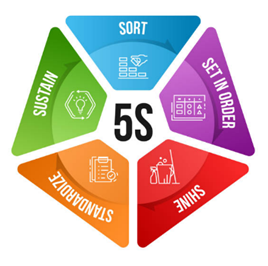 SORT
SET IN ORDER
SHINE
STANDARDIZE
SUSTAIN
5S